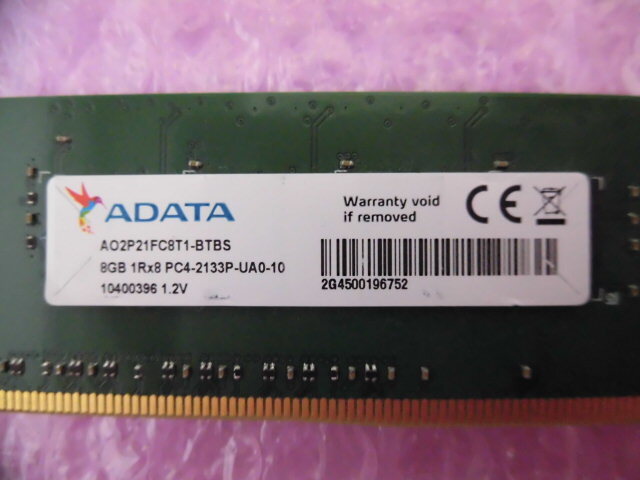 ADATA
Warranty void
if removed
CE
AO2P21FC8T1-BTBS
8GB 1Rx8 PC4-2133P-UA0-10
10400396 1.2V
2G4500196752